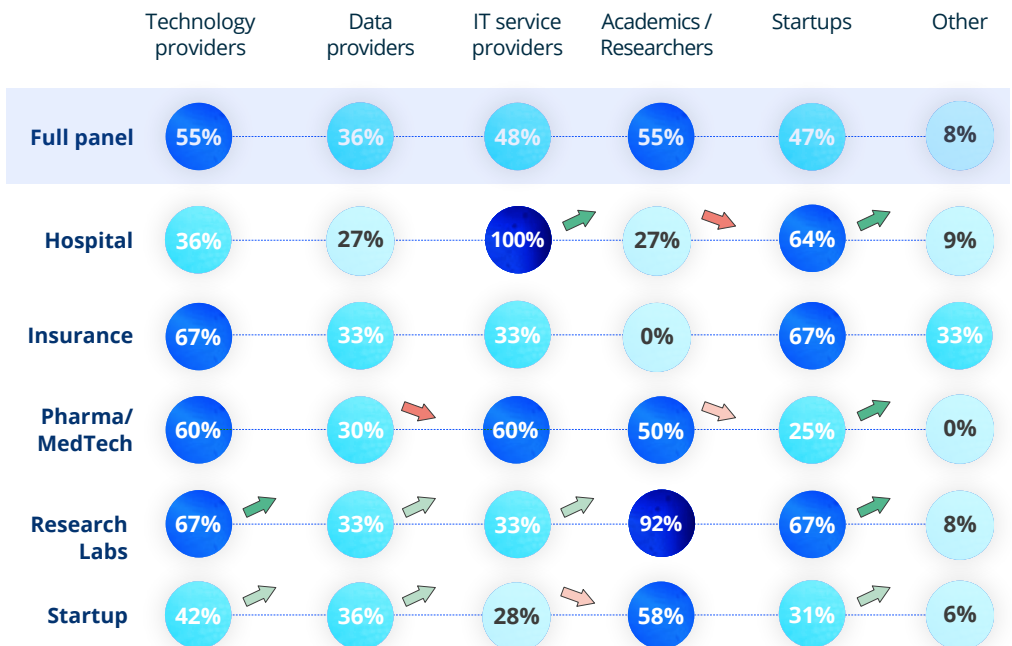 Technology
providers
Data
providers
IT service
providers
Academics /
Researchers
Startups
Other
Full panel
55%
36%
48%
55%
47%
8%
Hospital
36%
27%
100%
27%
64%
9%
Insurance
67%
33%
33%
0%
67%
33%
Pharma/
MedTech
60%
30%
60%
50%
25%
0%
Research
Labs
67%
33%
33%
92%
67%
8%
Startup
42%
36%
28%
58%
31%
6%